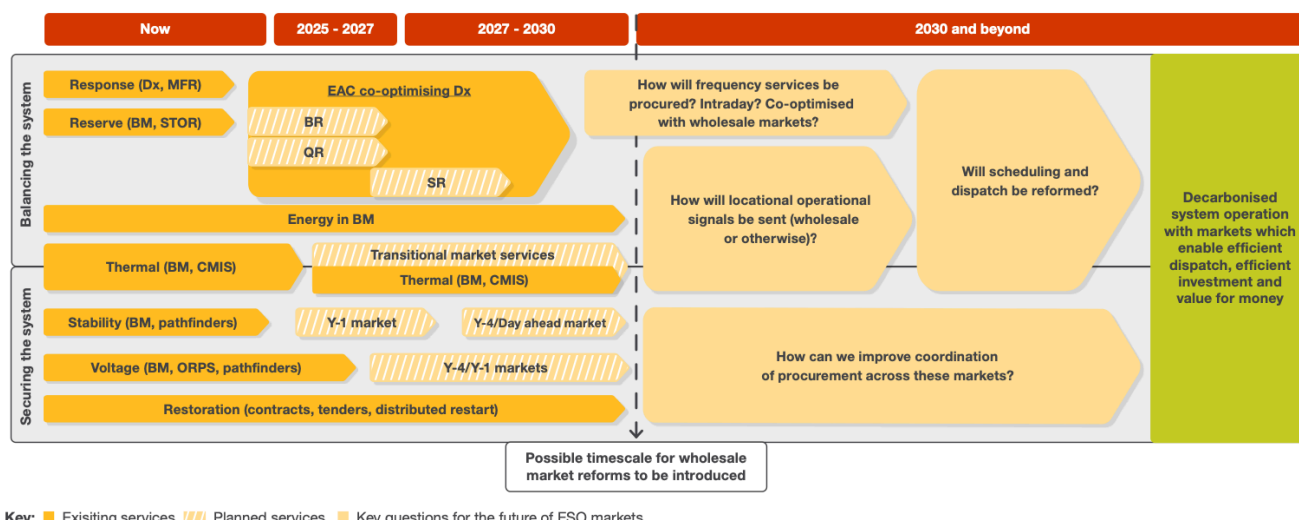 Now
2025 - 2027
2027 - 2030
2030 and beyond
Balancing the system
Response (Dx, MFR)
Reserve (BM, STOR)
EAC co-optimising Dx
BR
QR
SR
Energy in BM
Thermal (BM, CMIS)
Transitional market services
Thermal (BM, CMIS)
How will frequency services be
procured? Intraday? Co-optimised
with wholesale markets?
How will locational operational
signals be sent (wholesale
or otherwise)?
Will scheduling and
dispatch be reformed?
Securing the system
Stability (BM, pathfinders)
Y-1 market
Y-4/Day ahead market
Voltage (BM, ORPS, pathfinders)
Y-4/Y-1 markets
Restoration (contracts, tenders, distributed restart)
How can we improve coordination
of procurement across these markets?
Decarbonised
system operation
with markets which
enable efficient
dispatch, efficient
investment and
value for money
Possible timescale for wholesale
market reforms to be introduced
Key: Exisiting services Planned services Key questions for the future of ESO markets